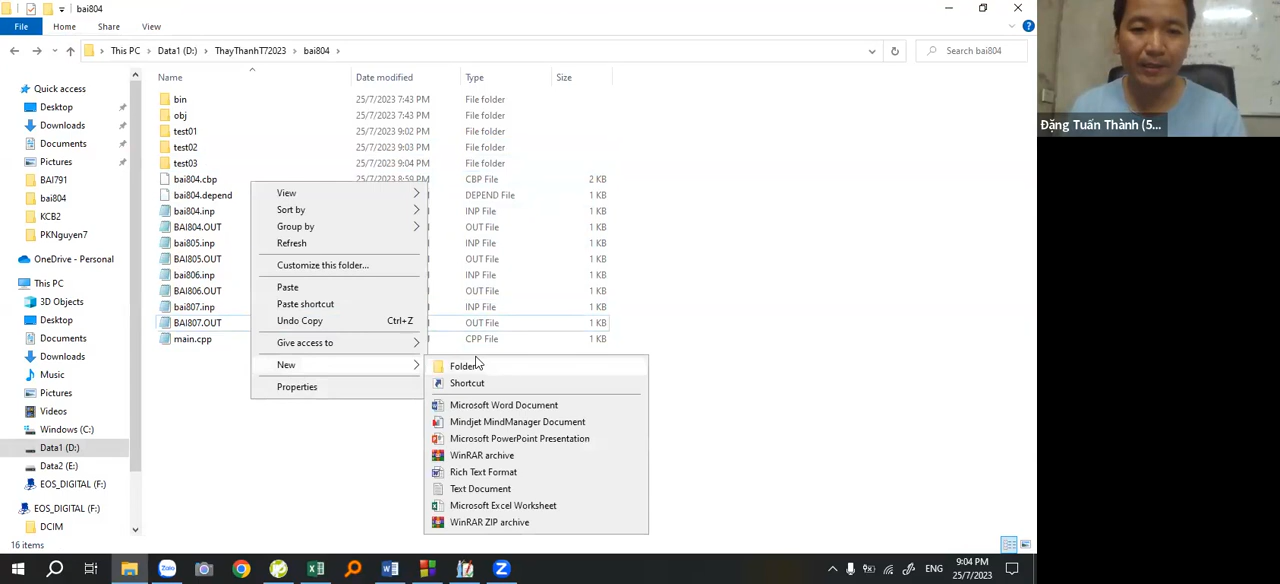 bai804
File Home Share View
This PC Data1 (D:) ThayThanhT72023 bai804 Search bai804
Name Date modified Type Size
Quick access
Desktop
Downloads
Documents
Pictures
BAI791
bai804
KCB2
PKNguyen7
OneDrive - Personal
This PC
3D Objects
Desktop
Documents
Downloads
Music
Pictures
Videos
Windows (C:)
Data1 (D:)
Data2 (E:)
EOS_DIGITAL (F:)
EOS_DIGITAL (F:)
DCIM
bin 25/7/2023 7:43 PM File folder
obj 25/7/2023 7:43 PM File folder
test01 25/7/2023 9:02 PM File folder
test02 25/7/2023 9:03 PM File folder
test03 25/7/2023 9:04 PM File folder
bai804.cbp 25/7/2023 8:59 PM CBP File 2 KB
bai804.depend DEPEND File 1 KB
bai804.inp INP File 1 KB
BAI804.OUT OUT File 1 KB
bai805.inp INP File 1 KB
BAI805.OUT OUT File 1 KB
bai806.inp INP File 1 KB
BAI806.OUT OUT File 1 KB
bai807.inp INP File 1 KB
BAI807.OUT OUT File 1 KB
main.cpp CPP File 1 KB
View
Sort by
Group by
Refresh
Customize this folder...
Paste
Paste shortcut
Undo Copy Ctrl+Z
Give access to
New
Properties
Folder
Shortcut
Microsoft Word Document
Mindjet MindManager Document
Microsoft PowerPoint Presentation
WinRAR archive
Rich Text Format
Text Document
Microsoft Excel Worksheet
WinRAR ZIP archive
16 items
Đặng Tuấn Thành (5...
Zalo
ENG
9:04 PM
25/7/2023